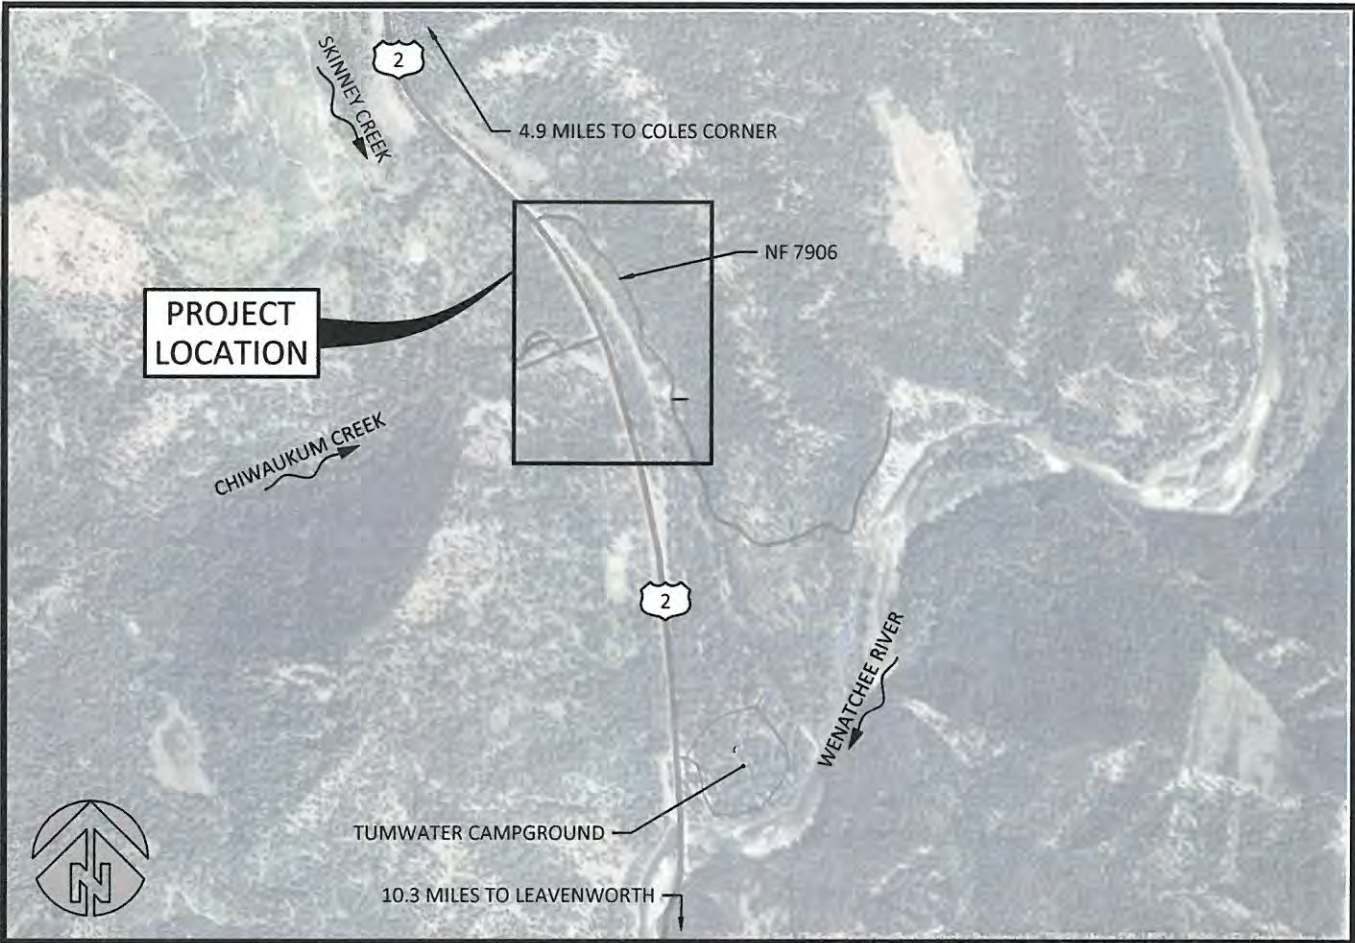 2
SKINNEY CREEK
4.9 MILES TO COLES CORNER
NF 7906
PROJECT
LOCATION
CHIWAUKUM CREEK
2
WENATCHEE RIVER
TUMWATER CAMPGROUND
10.3 MILES TO LEAVENWORTH
N